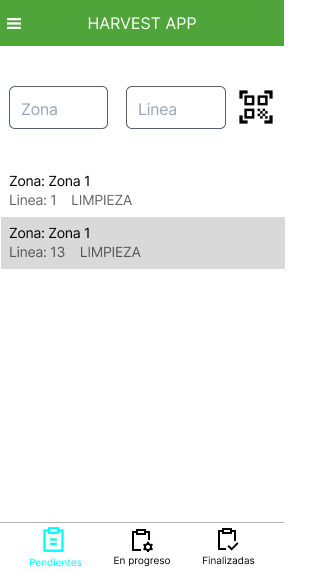 HARVEST APP
Zona Linea
Zona: Zona 1
Linea: 1 LIMPIEZA
Zona: Zona 1
Linea: 13 LIMPIEZA
Pendientes En progreso Finalizadas